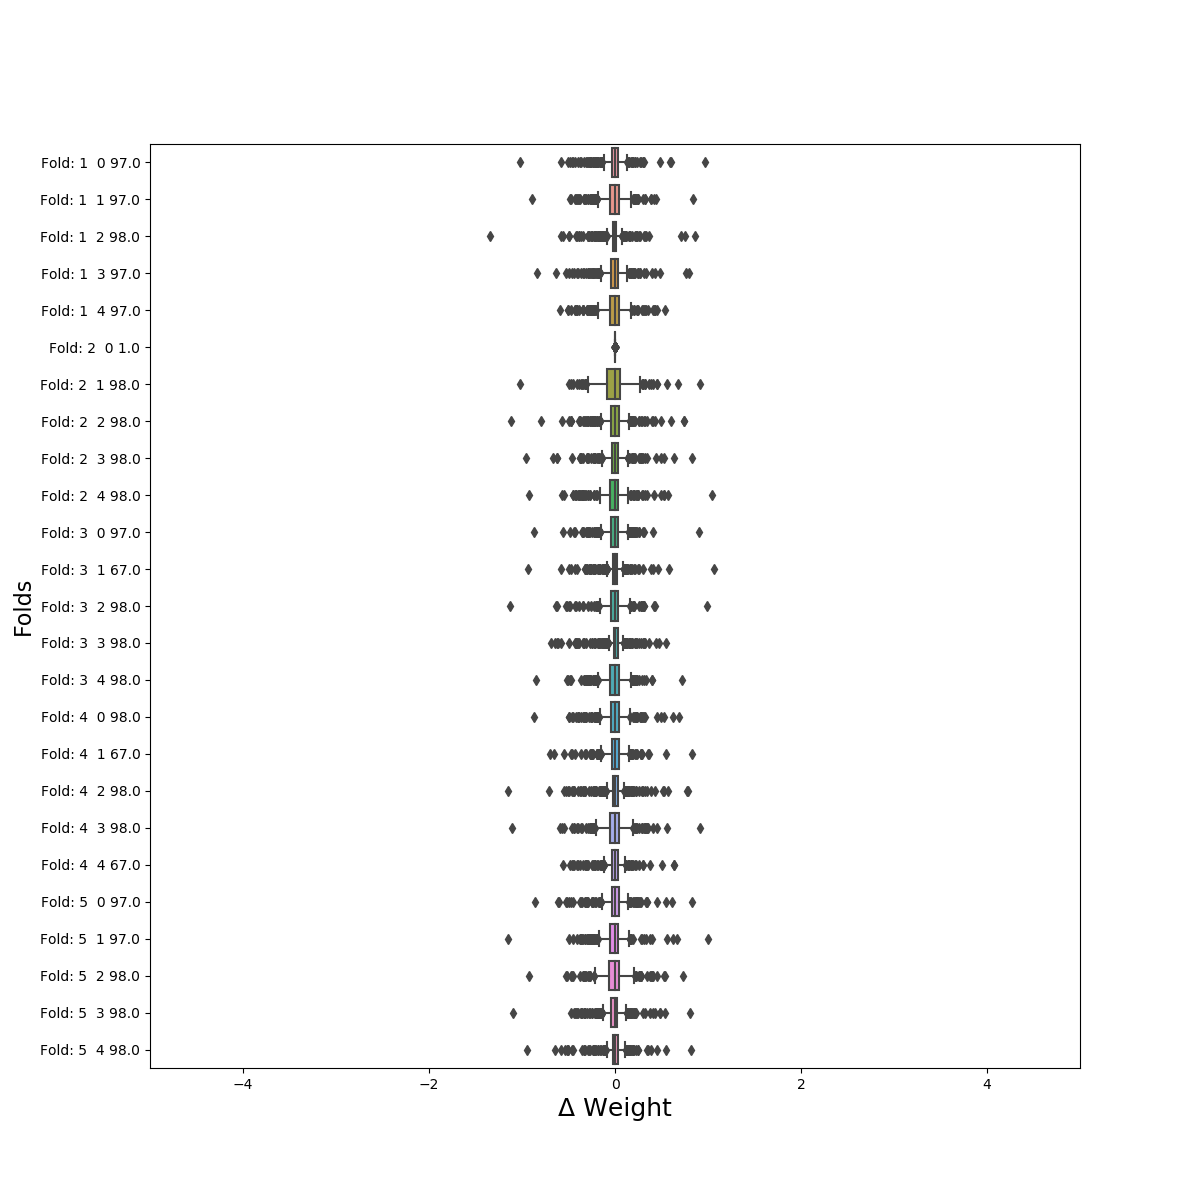 Fold: 1  0 97.0
Fold: 1  1 97.0
Fold: 1  2 98.0
Fold: 1  3 97.0
Fold: 1  4 97.0
Fold: 2  0 1.0
Fold: 2  1 98.0
Fold: 2  2 98.0
Fold: 2  3 98.0
Fold: 2  4 98.0
Fold: 3  0 97.0
Fold: 3  1 67.0
Fold: 3  2 98.0
Fold: 3  3 98.0
Fold: 3  4 98.0
Fold: 4  0 98.0
Fold: 4  1 67.0
Fold: 4  2 98.0
Fold: 4  3 98.0
Fold: 4  4 67.0
Fold: 5  0 97.0
Fold: 5  1 97.0
Fold: 5  2 98.0
Fold: 5  3 98.0
Fold: 5  4 98.0
Folds
−4 −2 0 2 4
Δ Weight